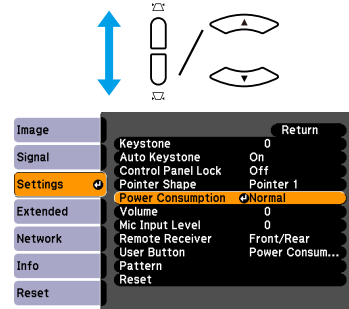 Return
Image
Signal
Settings
Extended
Network
Info
Reset
Keystone 0
Auto Keystone On
Control Panel Lock Off
Pointer Shape Pointer 1
Power Consumption Normal
Volume 0
Mic Input Level 0
Remote Receiver Front/Rear
User Button Power Consum...
Pattern
Reset